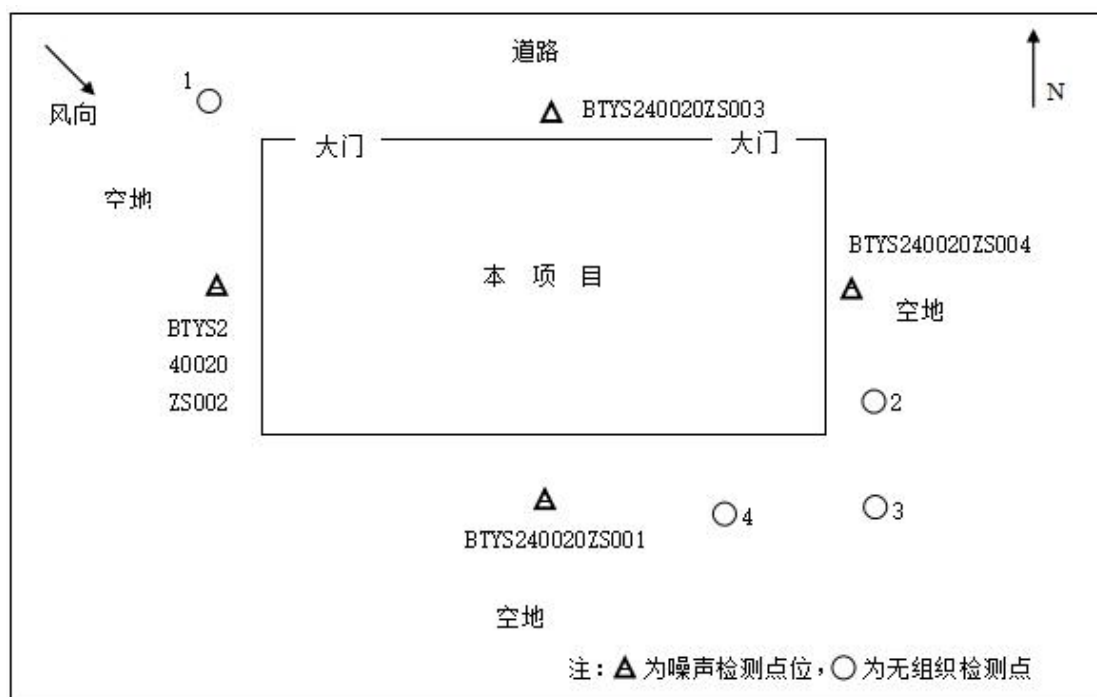 道路
1
N
风向
BTYS240020ZS003
大门
大门
空地
BTYS240020ZS004
本 项 目
空地
BTYS2
40020
ZS002
2
3
4
BTYS240020ZS001
空地
注：为噪声检测点位，为无组织检测点